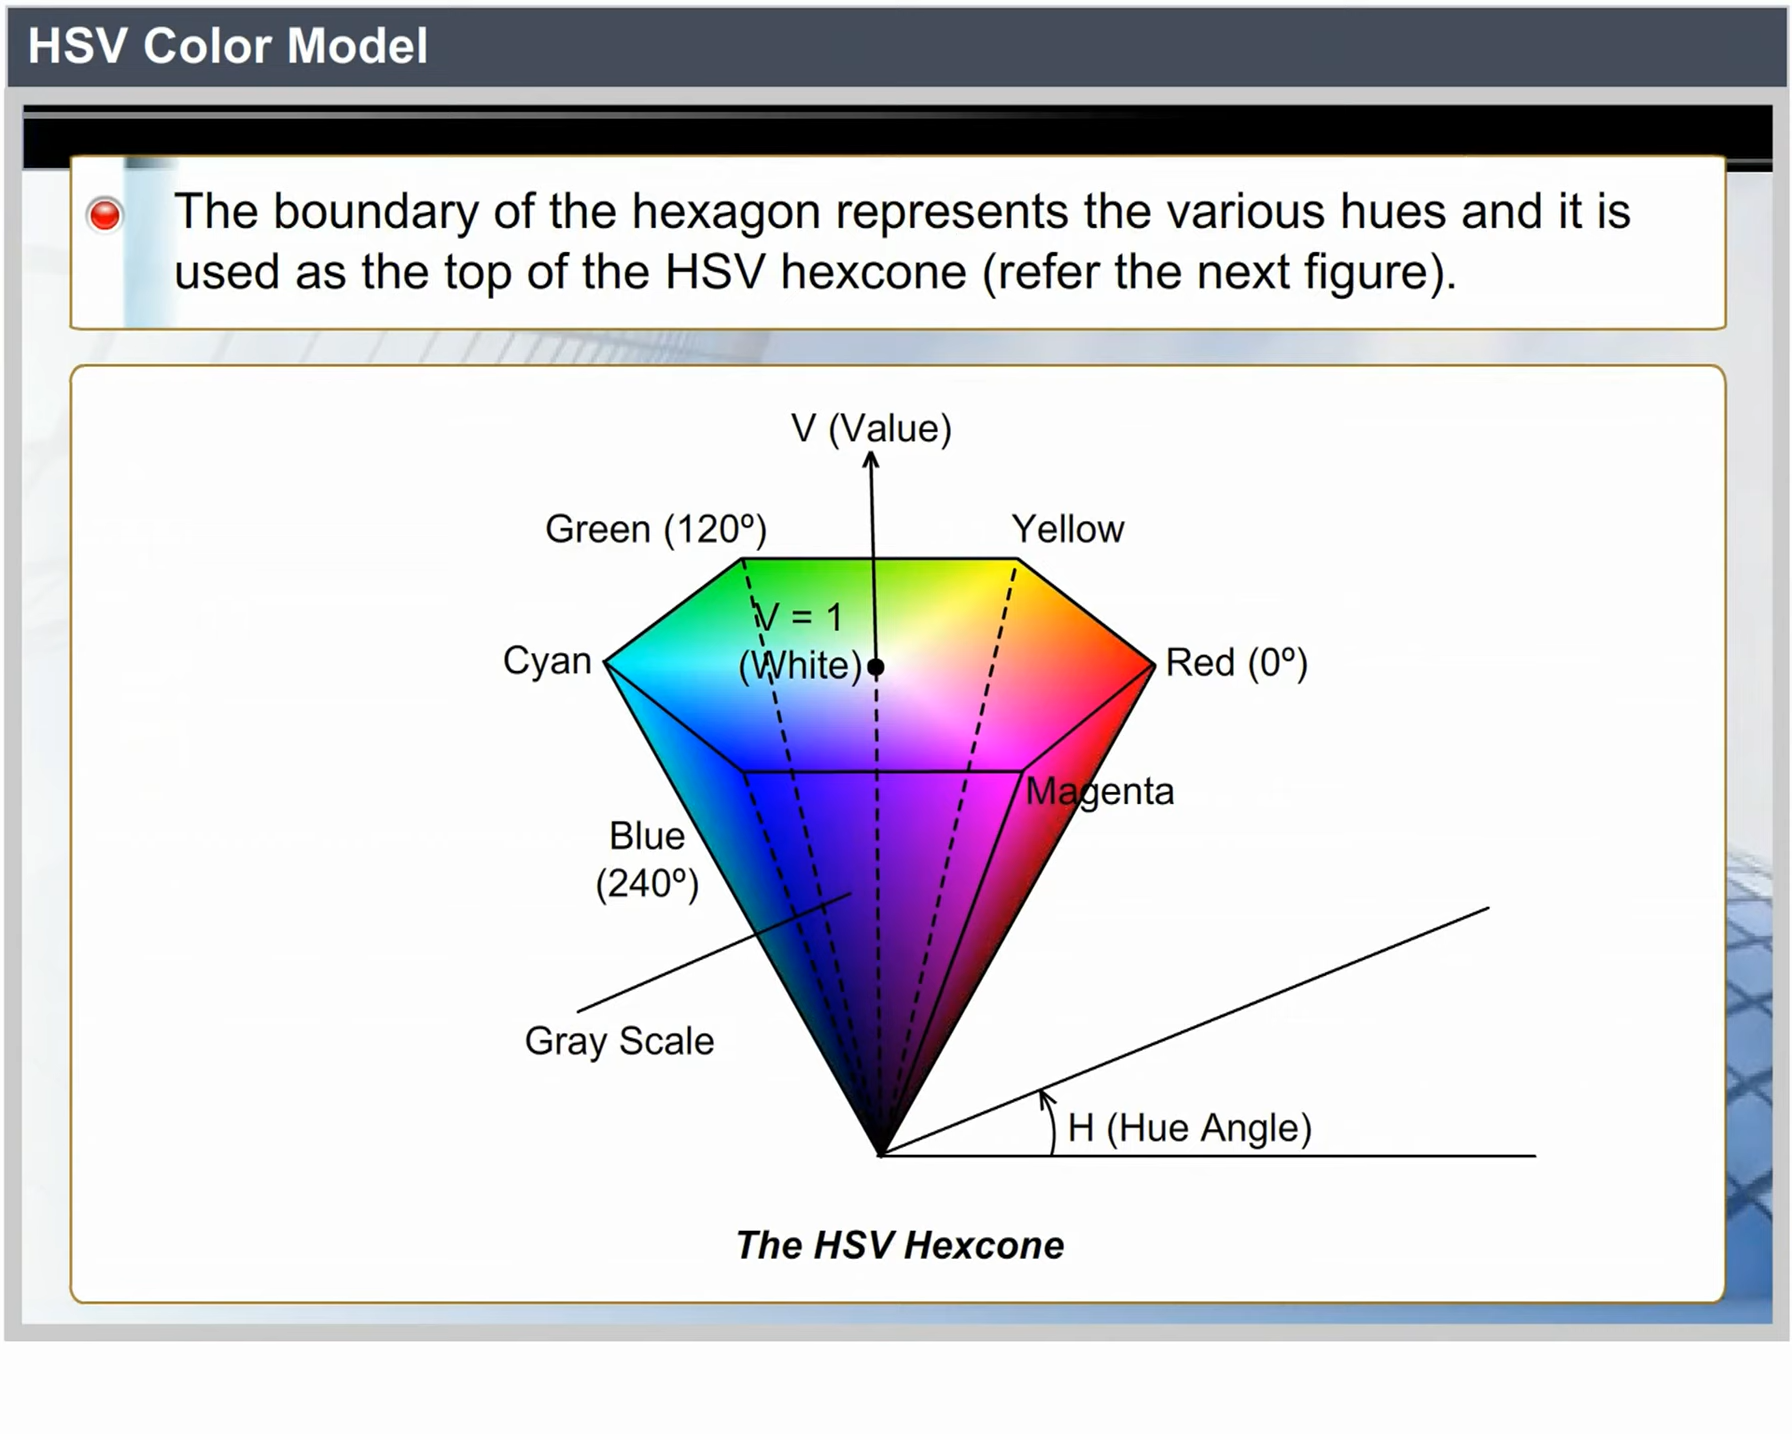 HSV Color Model
The boundary of the hexagon represents the various hues and it is
used as the top of the HSV hexcone (refer the next figure).
V (Value)
Green (120º)
Yellow
V = 1
(White)
Cyan
Red (0º)
Magenta
Blue
(240º)
Gray Scale
H (Hue Angle)
The HSV Hexcone